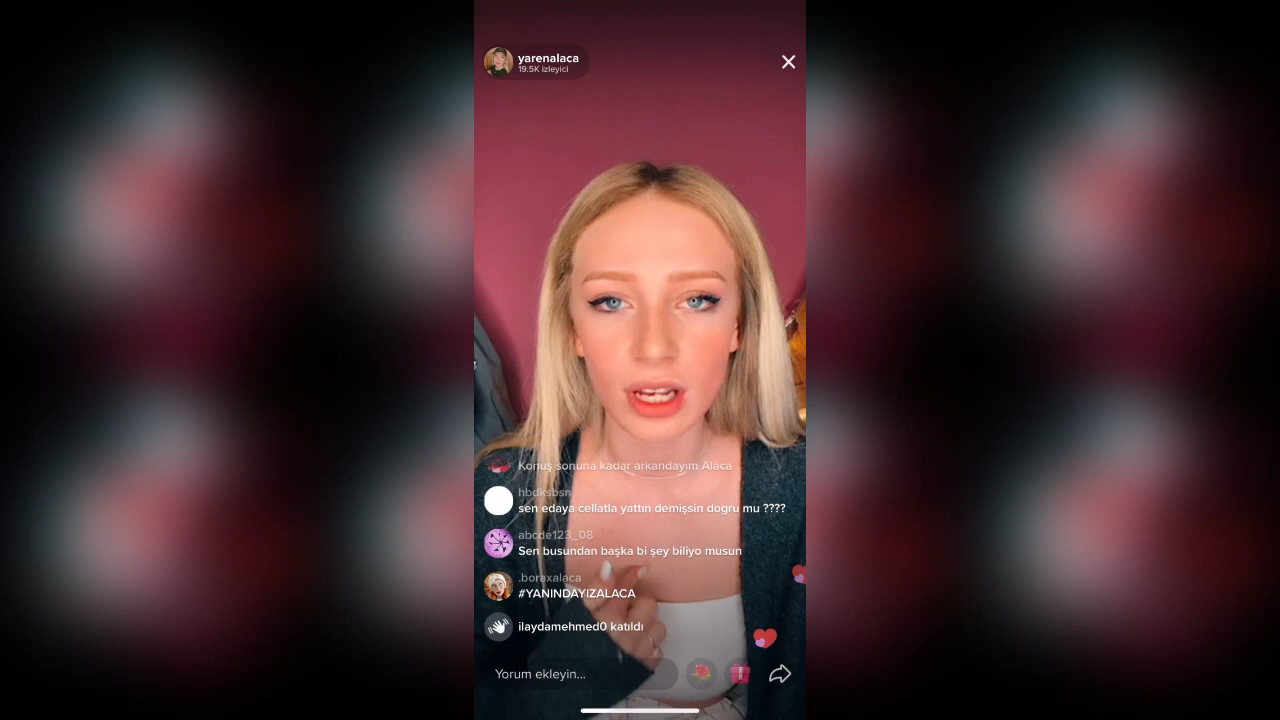 yarenalaca
19.5K izleyici
Konuş sonuna kadar arkandayım Alaca
hbdksbsn
sen edaya cellatla yattın demişsin dogru mu ????
abcde123_08
Sen busundan başka bi şey biliyo musun
.boraxalaca
#YANINDAYIZALACA
ilaydamehmed0 katıldı
Yorum ekleyin...